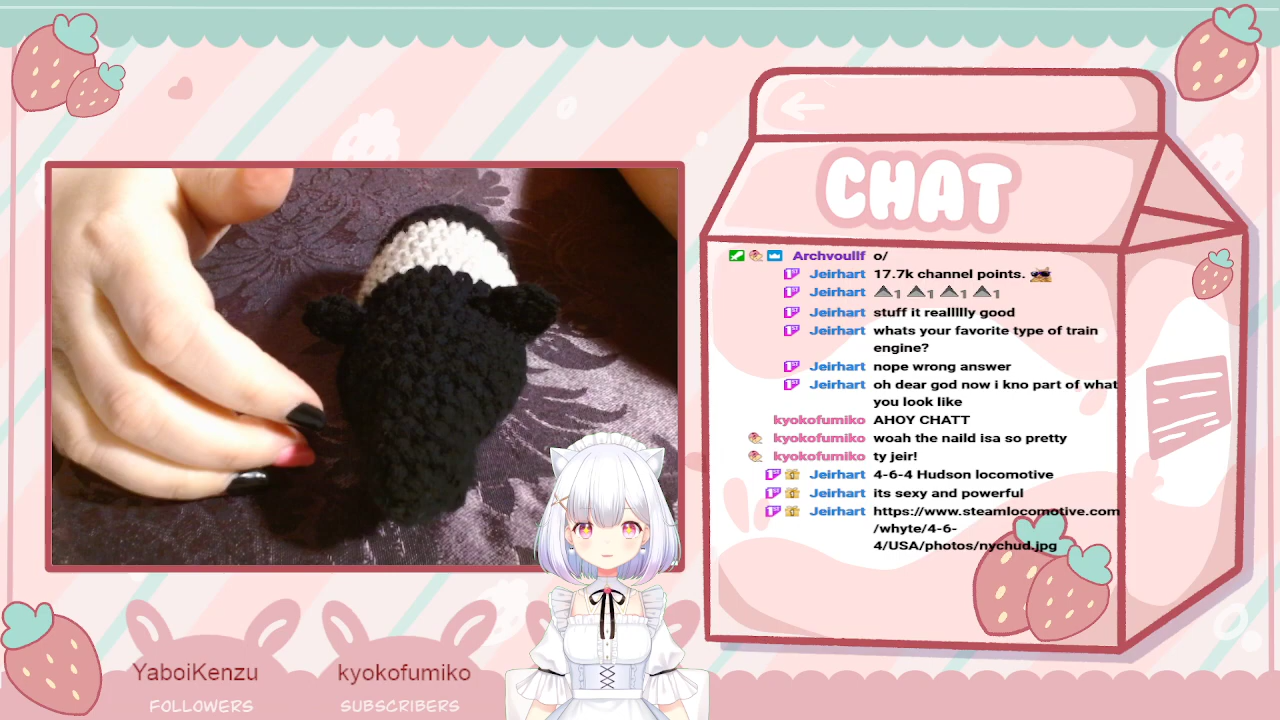 CHAT
Archvoullf o/
Jeirhart 17.7k channel points.
Jeirhart 1 1 1 1
Jeirhart stuff it reallllly good
Jeirhart whats your favorite type of train
engine?
Jeirhart nope wrong answer
Jeirhart oh dear god now i kno part of what
you look like
kyokofumiko AHOY CHATT
kyokofumiko woah the naild isa so pretty
kyokofumiko ty jeir!
Jeirhart 4-6-4 Hudson locomotive
Jeirhart its sexy and powerful
Jeirhart https://www.steamlocomotive.com
/whyte/4-6-
4/USA/photos/nychud.jpg
YaboiKenzu kyokofumiko
FOLLOWERS SUBSCRIBERS